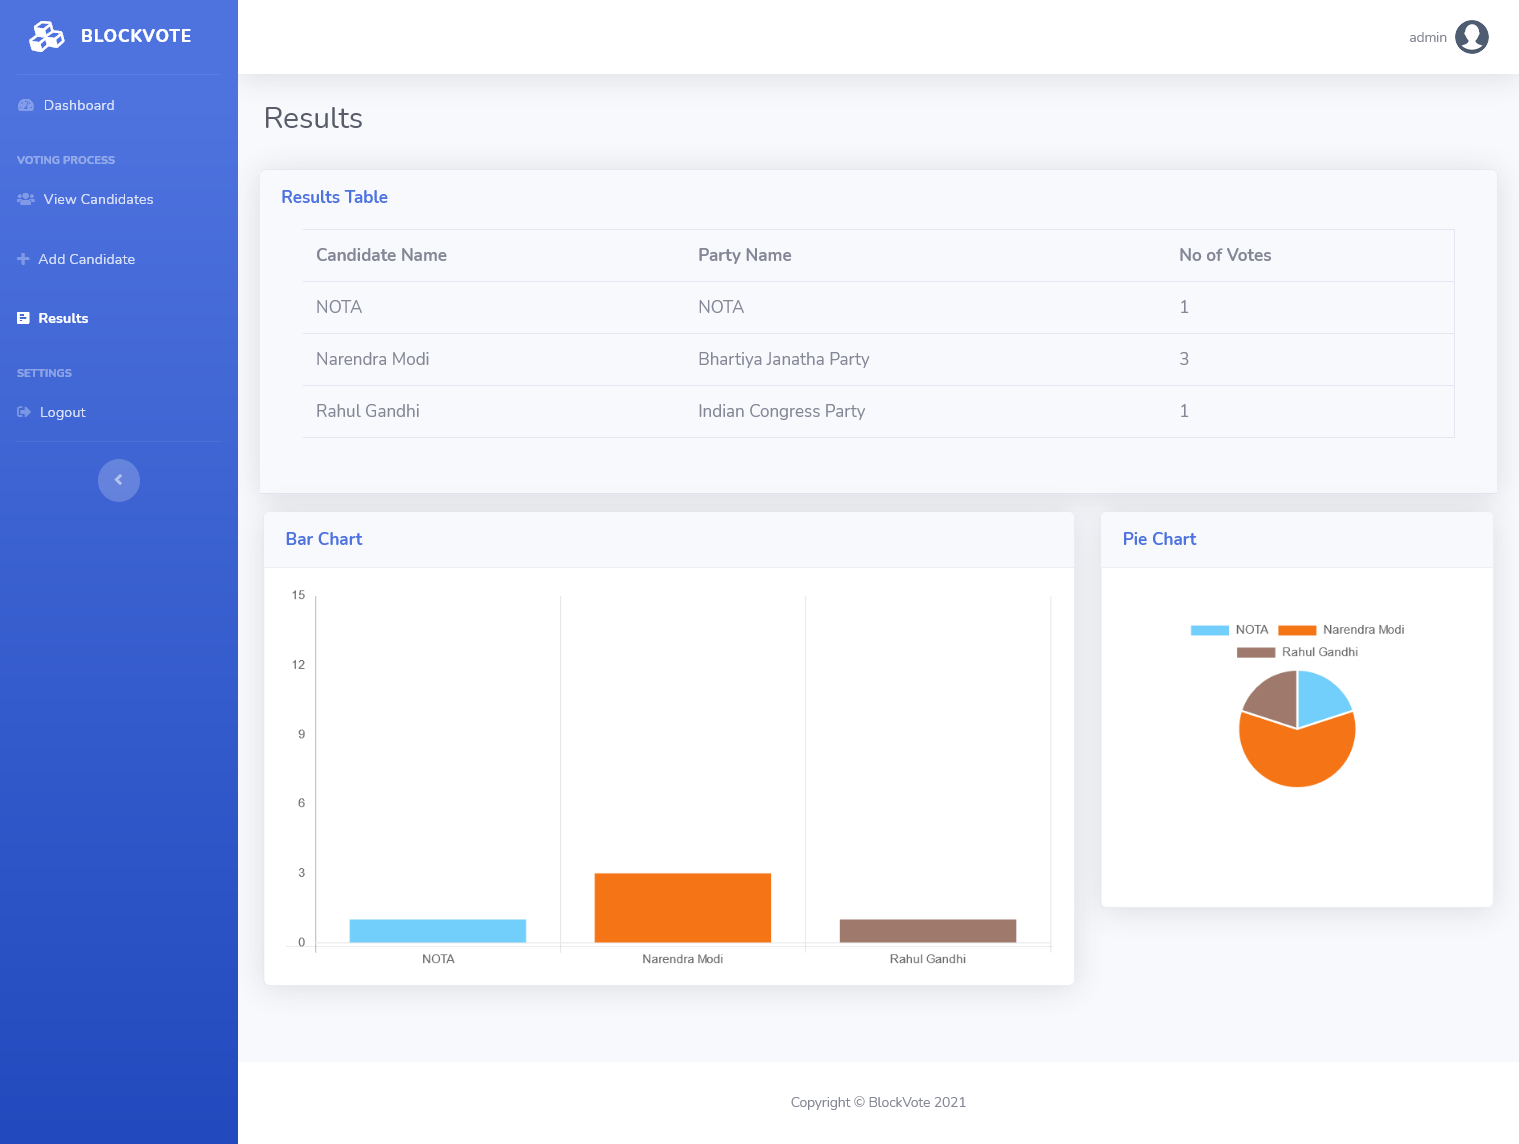 BLOCKVOTE
admin
Dashboard
VOTING PROCESS
View Candidates
Add Candidate
Results
SETTINGS
Logout
Results
Results Table
Candidate Name Party Name No of Votes
NOTA NOTA 1
Narendra Modi Bhartiya Janatha Party 3
Rahul Gandhi Indian Congress Party 1
Bar Chart
15
12
9
6
3
0
NOTA Narendra Modi Rahul Gandhi
Pie Chart
NOTA Narendra Modi
Rahul Gandhi
Copyright © BlockVote 2021